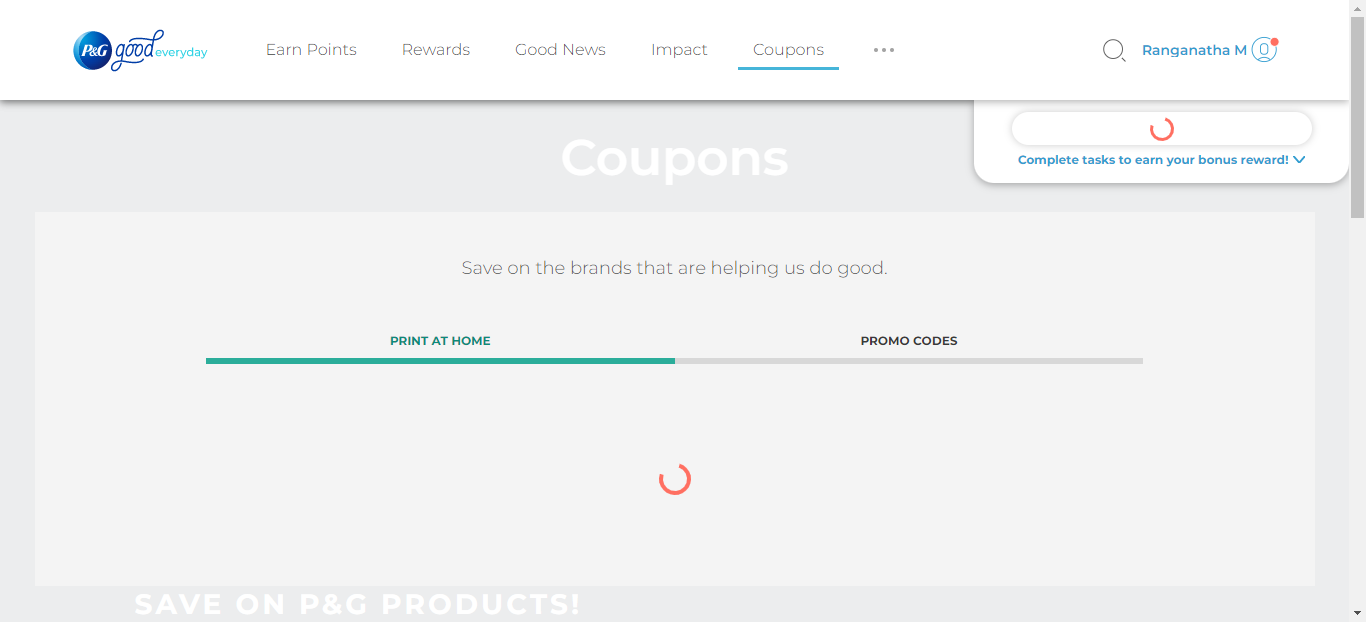 P&G good everyday
Earn Points
Rewards
Good News
Impact
Coupons
Ranganatha M
0
Complete tasks to earn your bonus reward!
Coupons
Save on the brands that are helping us do good.
PRINT AT HOME
PROMO CODES
SAVE ON P&G PRODUCTS!